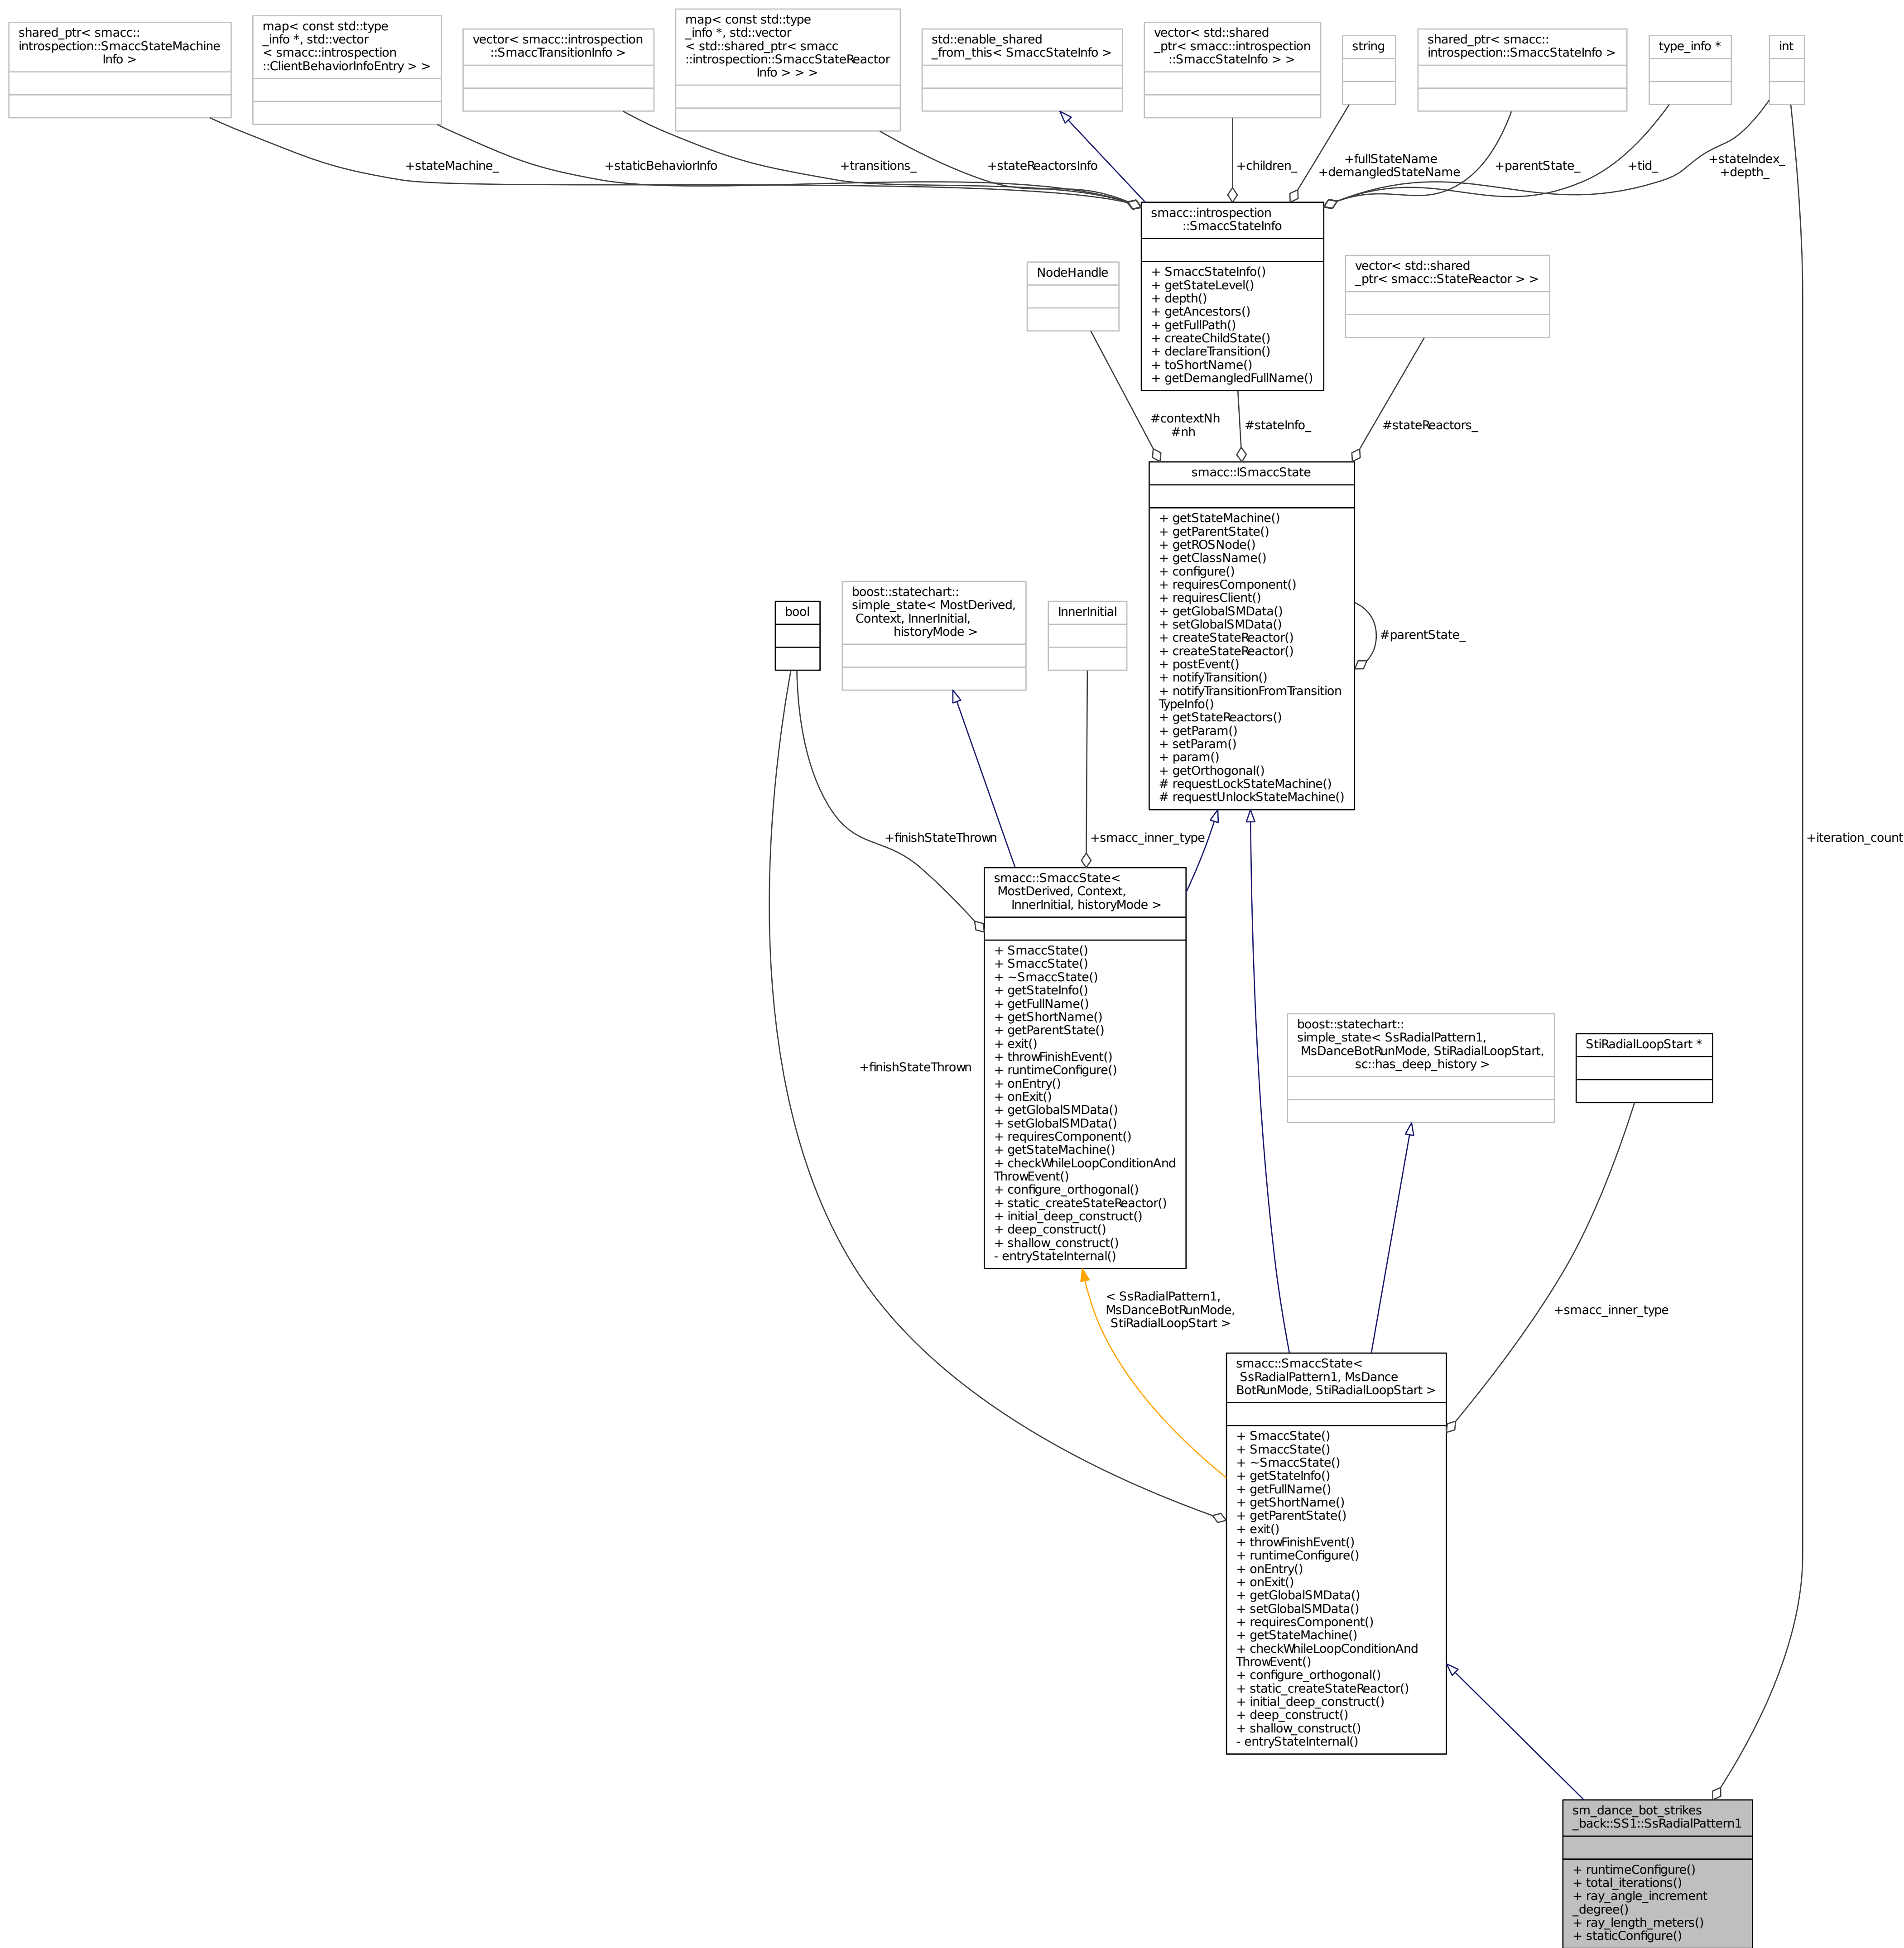 shared_ptr< smacc::
introspection::SmaccStateMachine
Info >
map< const std::type
_info *, std::vector
< smacc::introspection
::ClientBehaviorInfoEntry > >
vector< smacc::introspection
::SmaccTransitionInfo >
map< const std::type
_info *, std::vector
< std::shared_ptr< smacc
::introspection::SmaccStateReactor
Info > > >
std::enable_shared
_from_this< SmaccStateInfo >
vector< std::shared
_ptr< smacc::introspection
::SmaccStateInfo > >
string
shared_ptr< smacc::
introspection::SmaccStateInfo >
type_info *
int
+stateMachine_
+staticBehaviorInfo
+transitions_
+stateReactorsInfo
+children_
+fullStateName
+demangledStateName
+parentState_
+tid_
+stateIndex_
+depth_
smacc::introspection
::SmaccStateInfo
+ SmaccStateInfo()
+ getStateLevel()
+ depth()
+ getAncestors()
+ getFullPath()
+ createChildState()
+ declareTransition()
+ toShortName()
+ getDemangledFullName()
NodeHandle
vector< std::shared
_ptr< smacc::StateReactor > >
#contextNh
#nh
#stateInfo_
#stateReactors_
smacc::ISmaccState
+ getStateMachine()
+ getParentState()
+ getROSNode()
+ getClassName()
+ configure()
+ requiresComponent()
+ requiresClient()
+ getGlobalSMData()
+ setGlobalSMData()
+ createStateReactor()
+ createStateReactor()
+ postEvent()
+ notifyTransition()
+ notifyTransitionFromTransition
TypeInfo()
+ getStateReactors()
+ getParam()
+ setParam()
+ param()
+ getOrthogonal()
# requestLockStateMachine()
# requestUnlockStateMachine()
#parentState_
bool
boost::statechart::
simple_state< MostDerived,
Context, InnerInitial,
historyMode >
InnerInitial
+finishStateThrown
+smacc_inner_type
+iteration_count
smacc::SmaccState<
MostDerived, Context,
InnerInitial, historyMode >
+ SmaccState()
+ SmaccState()
+ ~SmaccState()
+ getStateInfo()
+ getFullName()
+ getShortName()
+ getParentState()
+ exit()
+ throwFinishEvent()
+ runtimeConfigure()
+ onEntry()
+ onExit()
+ getGlobalSMData()
+ setGlobalSMData()
+ requiresComponent()
+ getStateMachine()
+ checkWhileLoopConditionAnd
ThrowEvent()
+ configure_orthogonal()
+ static_createStateReactor()
+ initial_deep_construct()
+ deep_construct()
+ shallow_construct()
- entryStateInternal()
+finishStateThrown
boost::statechart::
simple_state< SsRadialPattern1,
MsDanceBotRunMode, StiRadialLoopStart,
sc::has_deep_history >
StiRadialLoopStart *
< SsRadialPattern1,
MsDanceBotRunMode,
StiRadialLoopStart >
+smacc_inner_type
smacc::SmaccState<
SsRadialPattern1, MsDance
BotRunMode, StiRadialLoopStart >
+ SmaccState()
+ SmaccState()
+ ~SmaccState()
+ getStateInfo()
+ getFullName()
+ getShortName()
+ getParentState()
+ exit()
+ throwFinishEvent()
+ runtimeConfigure()
+ onEntry()
+ onExit()
+ getGlobalSMData()
+ setGlobalSMData()
+ requiresComponent()
+ getStateMachine()
+ checkWhileLoopConditionAnd
ThrowEvent()
+ configure_orthogonal()
+ static_createStateReactor()
+ initial_deep_construct()
+ deep_construct()
+ shallow_construct()
- entryStateInternal()
sm_dance_bot_strikes
_back::SS1::SsRadialPattern1
+ runtimeConfigure()
+ total_iterations()
+ ray_angle_increment
_degree()
+ ray_length_meters()
+ staticConfigure()